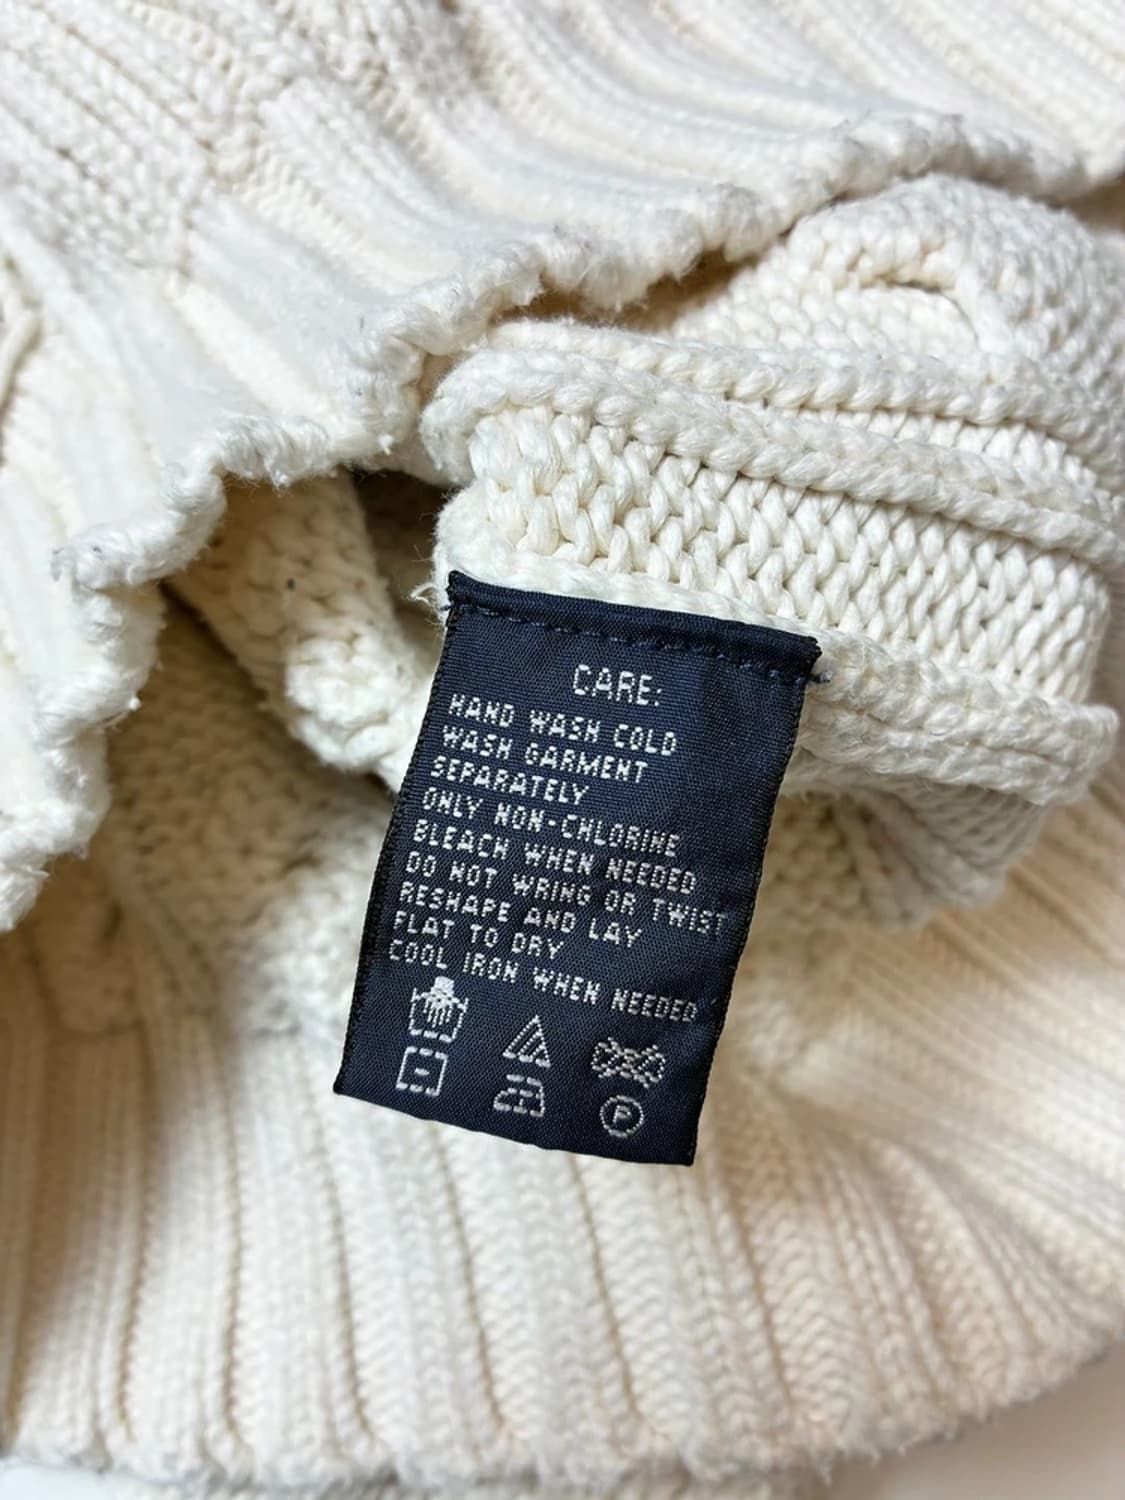 CARE:
HAND WASH COLD
WASH GARMENT
SEPARATELY
ONLY NON-CHLORINE
BLEACH WHEN NEEDED
DO NOT WRING OR TWIST
RESHAPE AND LAY
FLAT TO DRY
COOL IRON WHEN NEEDED
P